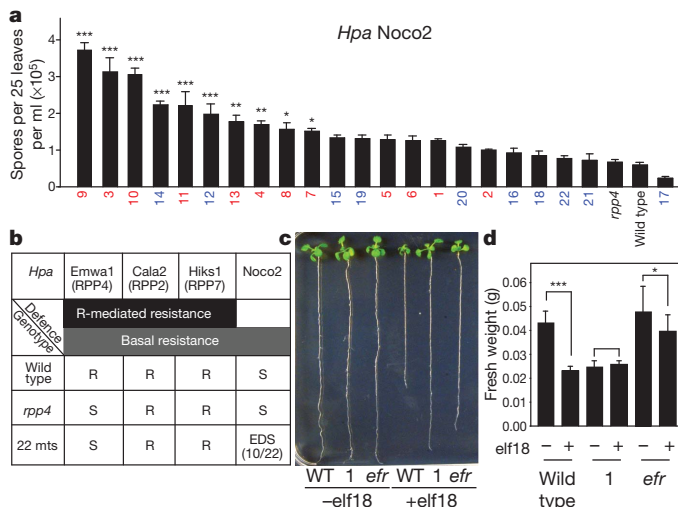 a
Hpa Noco2
Spores per 25 leaves
per ml (×10⁵)
4
3
2
1
0
*** *** *** *** *** *** ** ** * *
9 3 10 14 11 12 13 4 8 7 15 19 5 6 1 20 2 16 18 22 21 rpp4 Wild type 17
b
Hpa Emwa1 (RPP4) Cala2 (RPP2) Hiks1 (RPP7) Noco2
Defence
Genotype
R-mediated resistance
Basal resistance
Wild type R R R S
rpp4 S R R S
22 mts S R R EDS (10/22)
c
WT 1 efr WT 1 efr
−elf18 +elf18
d
Fresh weight (g)
0.06
0.05
0.04
0.03
0.02
0.01
0.00
*** *
elf18 − + − + − +
Wild type 1 efr